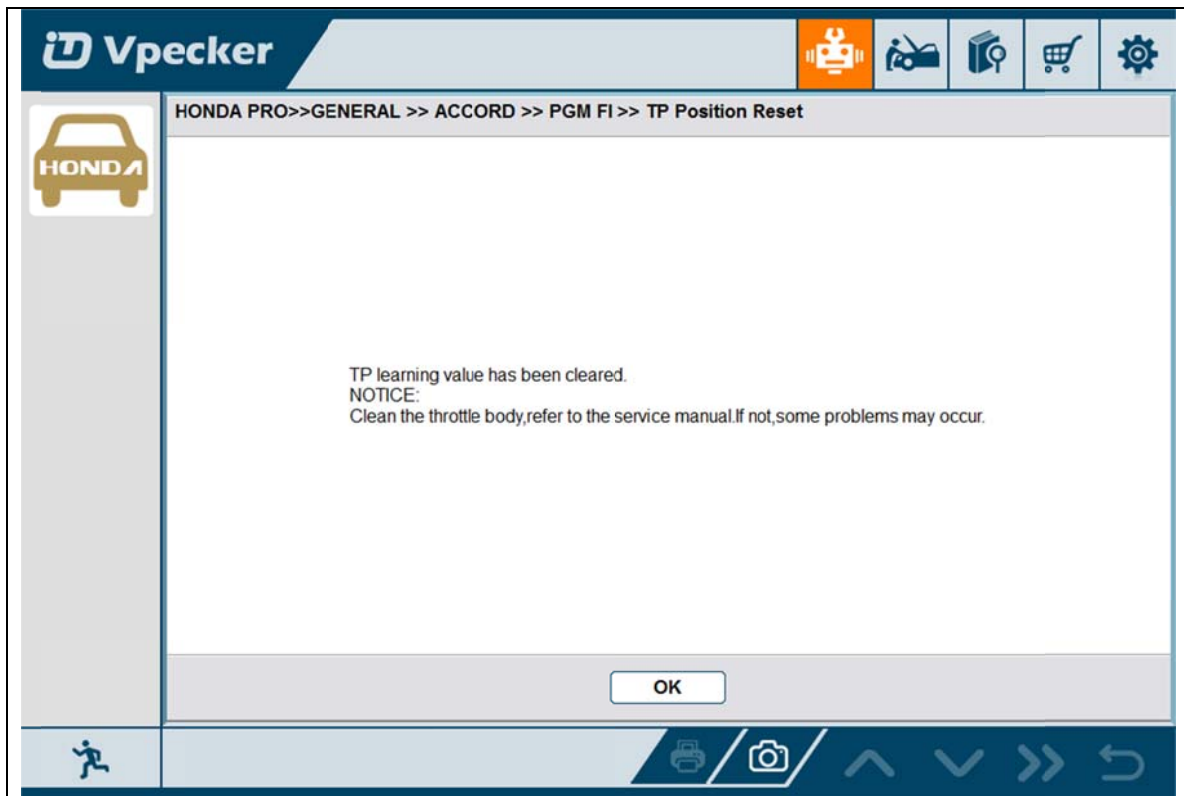 Vpecker
HONDA PRO>>GENERAL >> ACCORD >> PGM FI >> TP Position Reset
HONDA
TP learning value has been cleared.
NOTICE:
Clean the throttle body,refer to the service manual.If not,some problems may occur.
OK